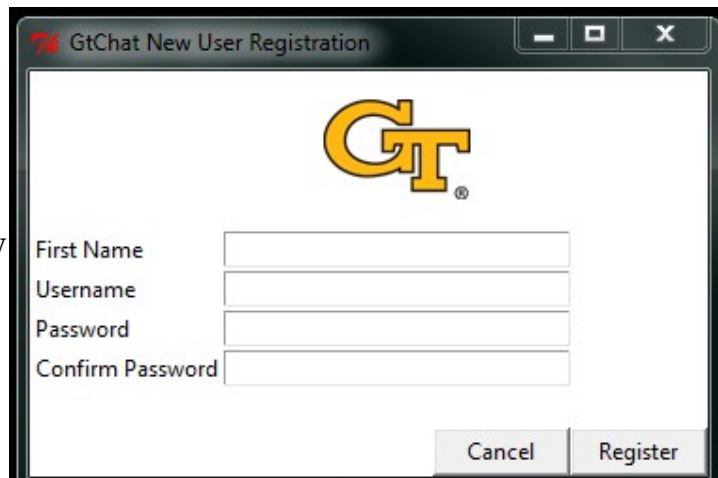 GtChat New User Registration
GT®
First Name
Username
Password
Confirm Password
Cancel Register